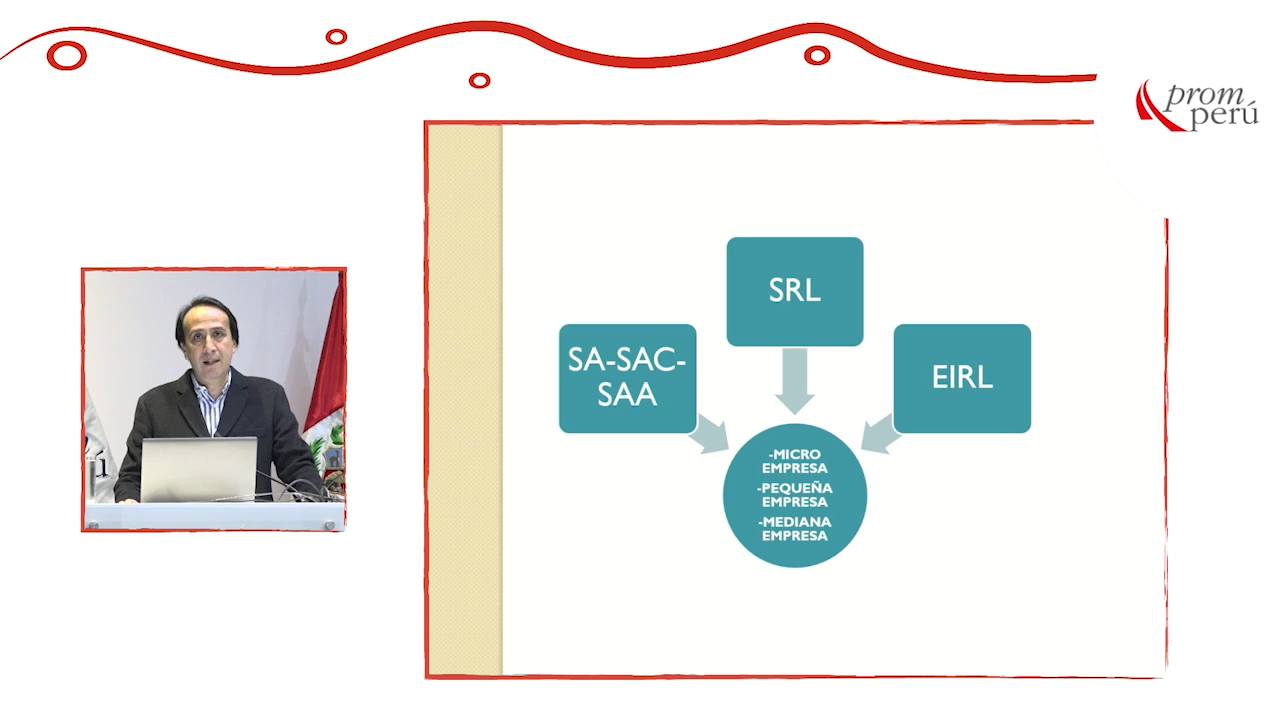 prom
perú
SRL
SA-SAC-
SAA
EIRL
-MICRO
EMPRESA
-PEQUEÑA
EMPRESA
-MEDIANA
EMPRESA